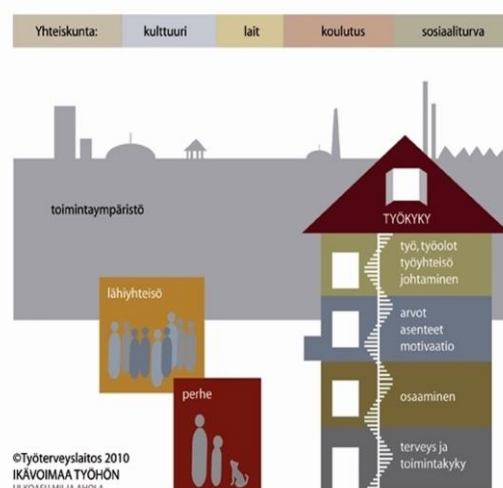 Yhteiskunta: kulttuuri lait koulutus sosiaaliturva
toimintaympäristö
TYÖKYKY
työ, työolot
työyhteisö
johtaminen
lähiyhteisö
arvot
asenteet
motivaatio
perhe
osaaminen
terveys ja
toimintakyky
©Työterveyslaitos 2010
IKÄVOIMAA TYÖHÖN